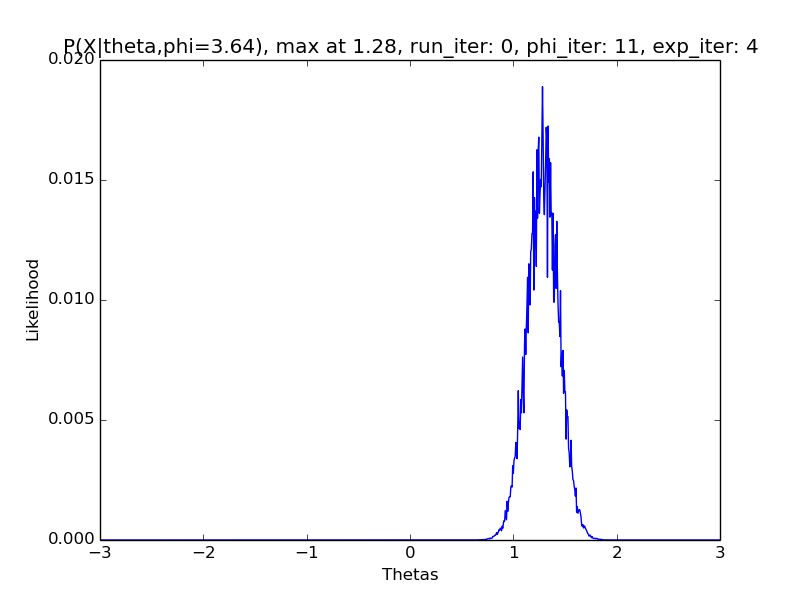 P(X|theta,phi=3.64), max at 1.28, run_iter: 0, phi_iter: 11, exp_iter: 4
0.020
0.015
0.010
0.005
0.000
Likelihood
−3 −2 −1 0 1 2 3
Thetas